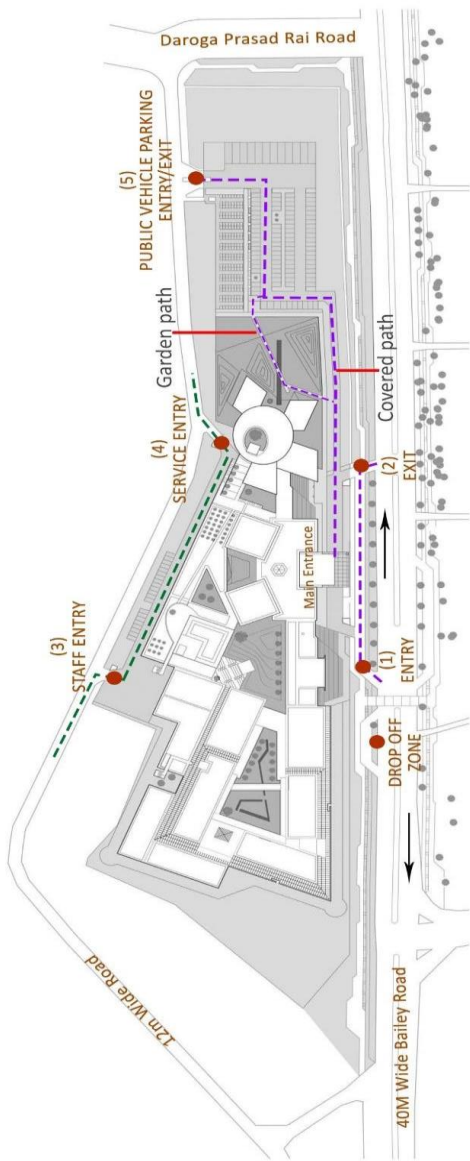 Daroga Prasad Rai Road
(5)
PUBLIC VEHICLE PARKING
ENTRY/EXIT
Garden path
Covered path
(4)
SERVICE ENTRY
(2)
EXIT
Main Entrance
(3)
STAFF ENTRY
(1)
ENTRY
DROP OFF
ZONE
12m Wide Road
40M Wide Bailey Road